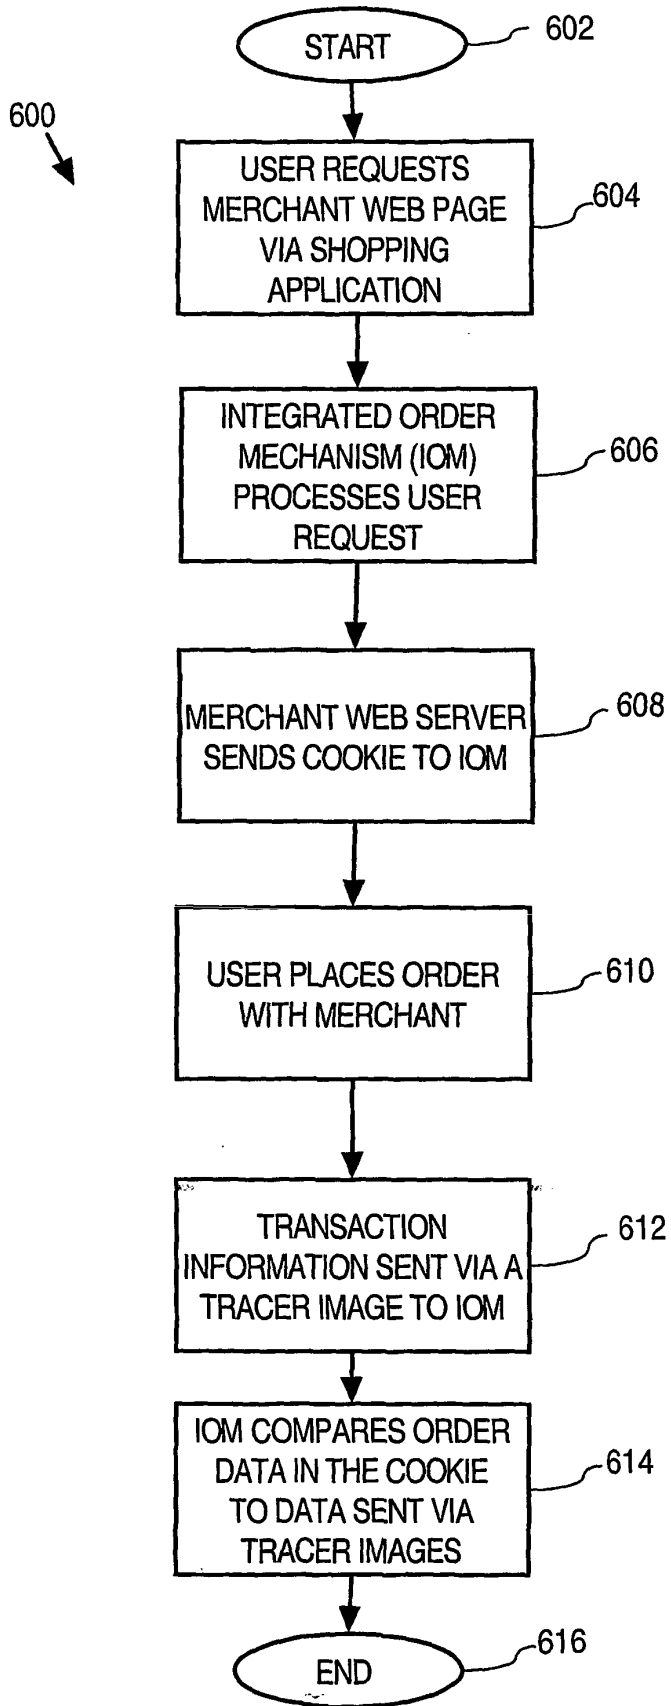 START
602
600
USER REQUESTS
MERCHANT WEB PAGE
VIA SHOPPING
APPLICATION
604
INTEGRATED ORDER
MECHANISM (IOM)
PROCESSES USER
REQUEST
606
MERCHANT WEB SERVER
SENDS COOKIE TO IOM
608
USER PLACES ORDER
WITH MERCHANT
610
TRANSACTION
INFORMATION SENT VIA A
TRACER IMAGE TO IOM
612
IOM COMPARES ORDER
DATA IN THE COOKIE
TO DATA SENT VIA
TRACER IMAGES
614
END
616